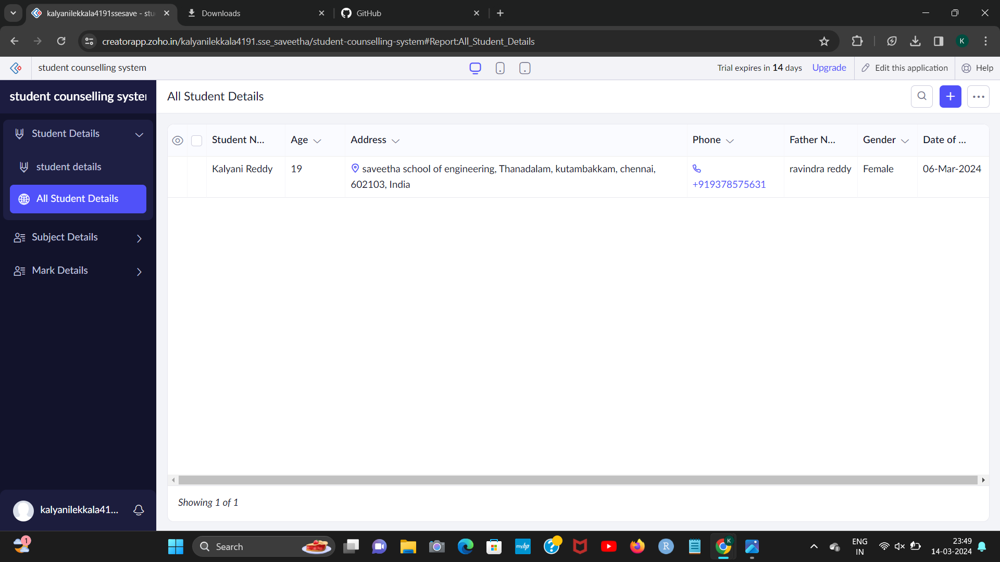 kalyanilekkala4191ssesave - stu
Downloads
GitHub
creatorapp.zoho.in/kalyanilekkala4191.sse_saveetha/student-counselling-system#Report:All_Student_Details
K
student counselling system
Trial expires in 14 days
Upgrade
Edit this application
Help
student counselling syster
All Student Details
Student Details
student details
All Student Details
Subject Details
Mark Details
Student N...
Age
Address
Phone
Father N...
Gender
Date of ...
Kalyani Reddy
19
saveetha school of engineering, Thanadalam, kutambakkam, chennai,
602103, India
+919378575631
ravindra reddy
Female
06-Mar-2024
Showing 1 of 1
kalyanilekkala41...
1
Search
myhp
R
K
ENG
IN
23:49
14-03-2024